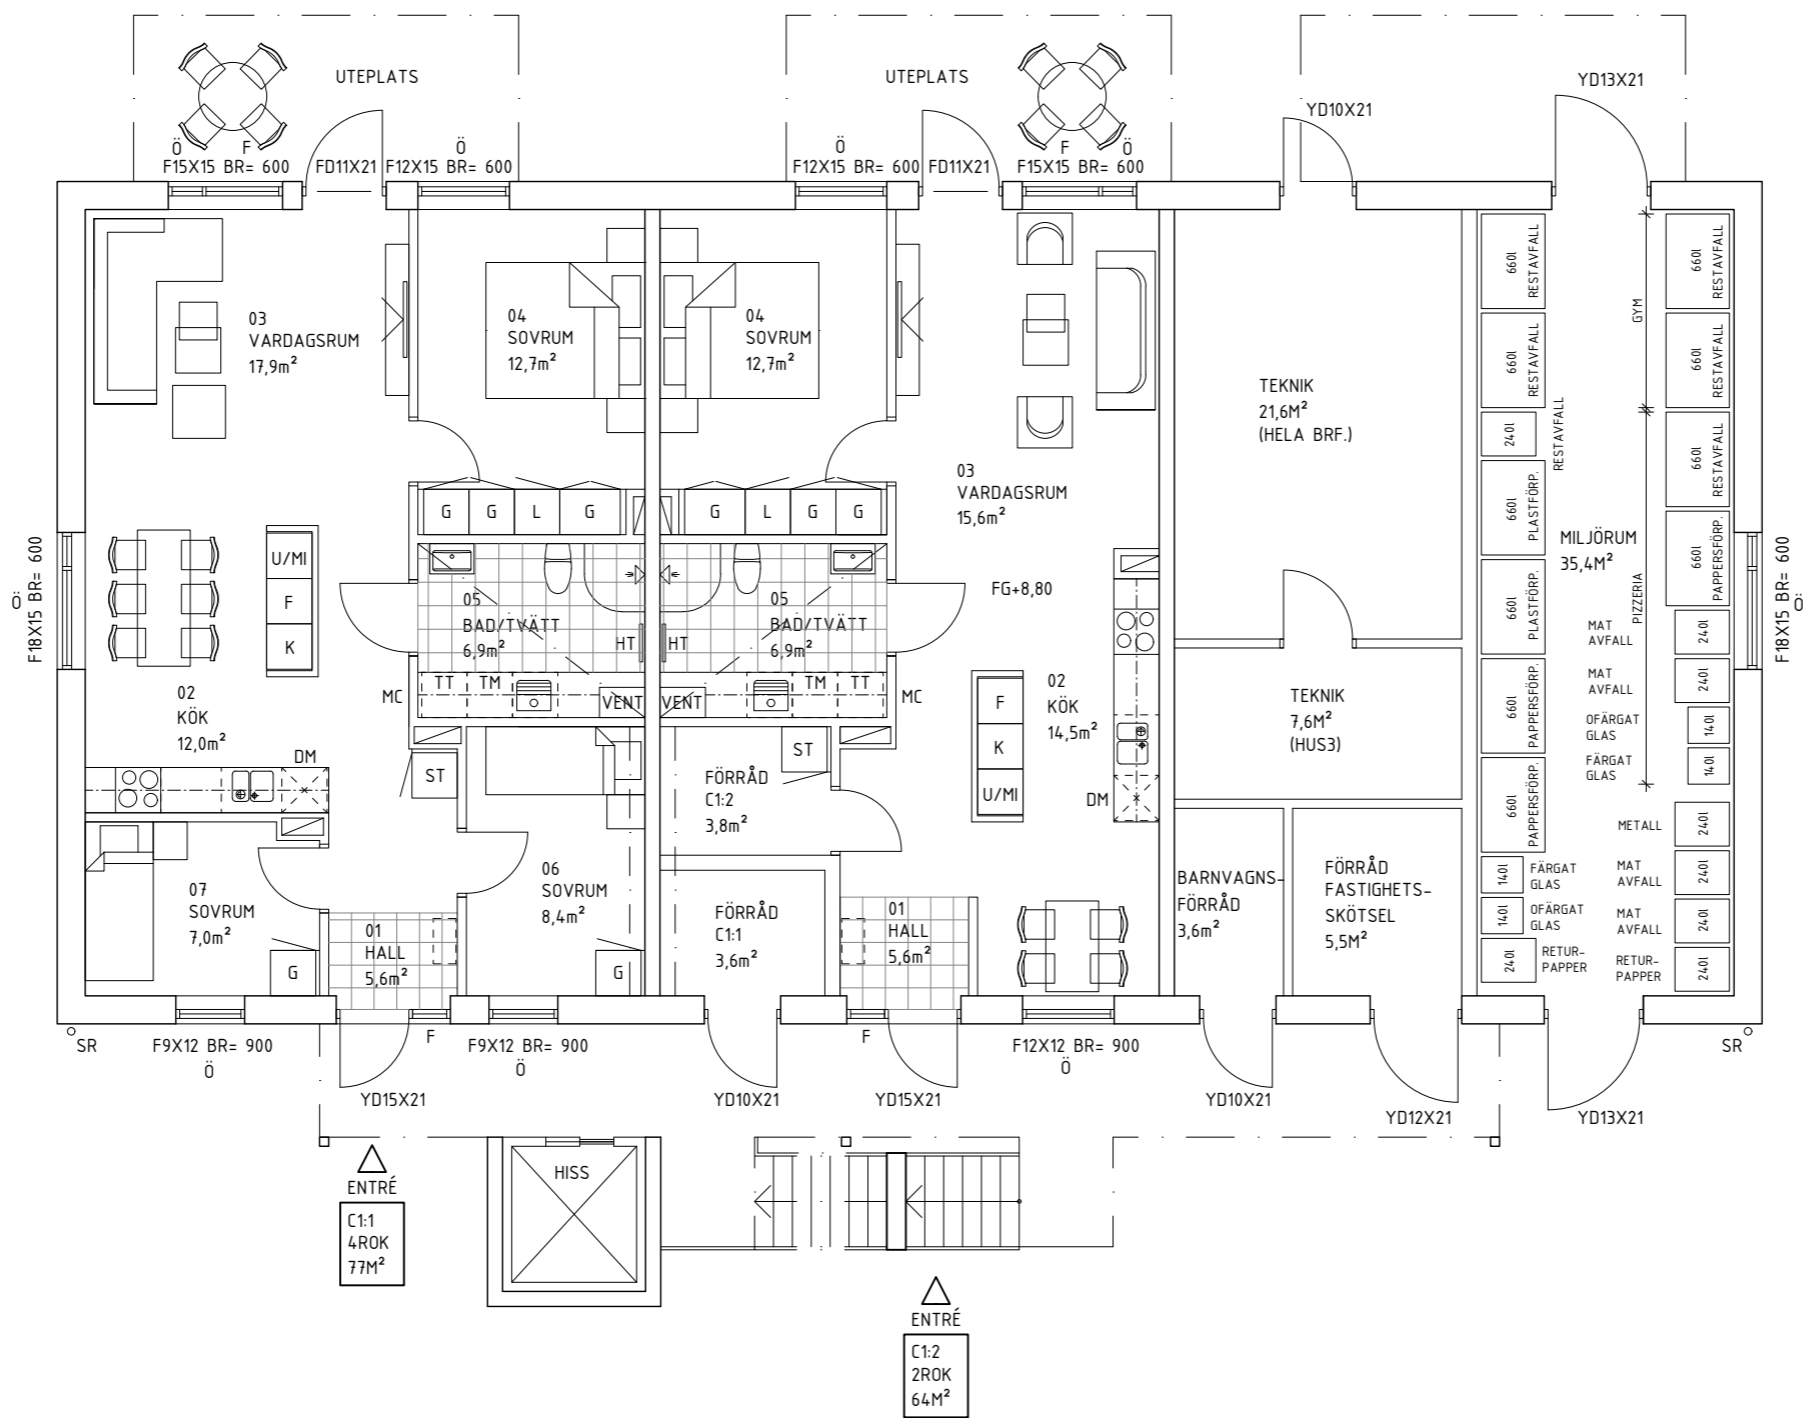 UTEPLATS
UTEPLATS
YD13X21
YD10X21
Ö
F
F15X15 BR= 600
FD11X21
Ö
F12X15 BR= 600
Ö
F12X15 BR= 600
FD11X21
F
Ö
F15X15 BR= 600
03
VARDAGSRUM
17,9m²
04
SOVRUM
12,7m²
04
SOVRUM
12,7m²
03
VARDAGSRUM
15,6m²
TEKNIK
21,6M²
(HELA BRF.)
G
G
L
G
G
L
G
G
U/MI
F
K
05
BAD/TVÄTT
6,9m²
HT
HT
05
BAD/TVÄTT
6,9m²
FG+8,80
MC
TT
TM
VENT
VENT
TM
TT
MC
02
KÖK
12,0m²
DM
ST
F
K
U/MI
02
KÖK
14,5m²
DM
TEKNIK
7,6M²
(HUS3)
ST
FÖRRÅD
C1:2
3,8m²
07
SOVRUM
7,0m²
G
01
HALL
5,6m²
06
SOVRUM
8,4m²
G
FÖRRÅD
C1:1
3,6m²
01
HALL
5,6m²
BARNVAGNS-
FÖRRÅD
3,6m²
FÖRRÅD
FASTIGHETS-
SKÖTSEL
5,5M²
660l
RESTAVFALL
660l
RESTAVFALL
240l
RESTAVFALL
660l
PLASTFÖRP.
660l
PLASTFÖRP.
660l
PAPPERSFÖRP.
660l
PAPPERSFÖRP.
140l
FÄRGAT
GLAS
140l
OFÄRGAT
GLAS
240l
RETUR-
PAPPER
GYM
PIZZERIA
MILJÖRUM
35,4M²
660l
RESTAVFALL
660l
RESTAVFALL
660l
RESTAVFALL
660l
PAPPERSFÖRP.
MAT
AVFALL
240l
MAT
AVFALL
240l
OFÄRGAT
GLAS
140l
FÄRGAT
GLAS
140l
METALL
240l
MAT
AVFALL
240l
MAT
AVFALL
240l
RETUR-
PAPPER
240l
Ö
F18X15 BR= 600
F18X15 BR= 600
Ö
SR
F9X12 BR= 900
Ö
F
F9X12 BR= 900
Ö
F
F12X12 BR= 900
Ö
SR
YD15X21
YD10X21
YD15X21
YD10X21
YD12X21
YD13X21
HISS
ENTRÉ
C1:1
4ROK
77M²
ENTRÉ
C1:2
2ROK
64M²